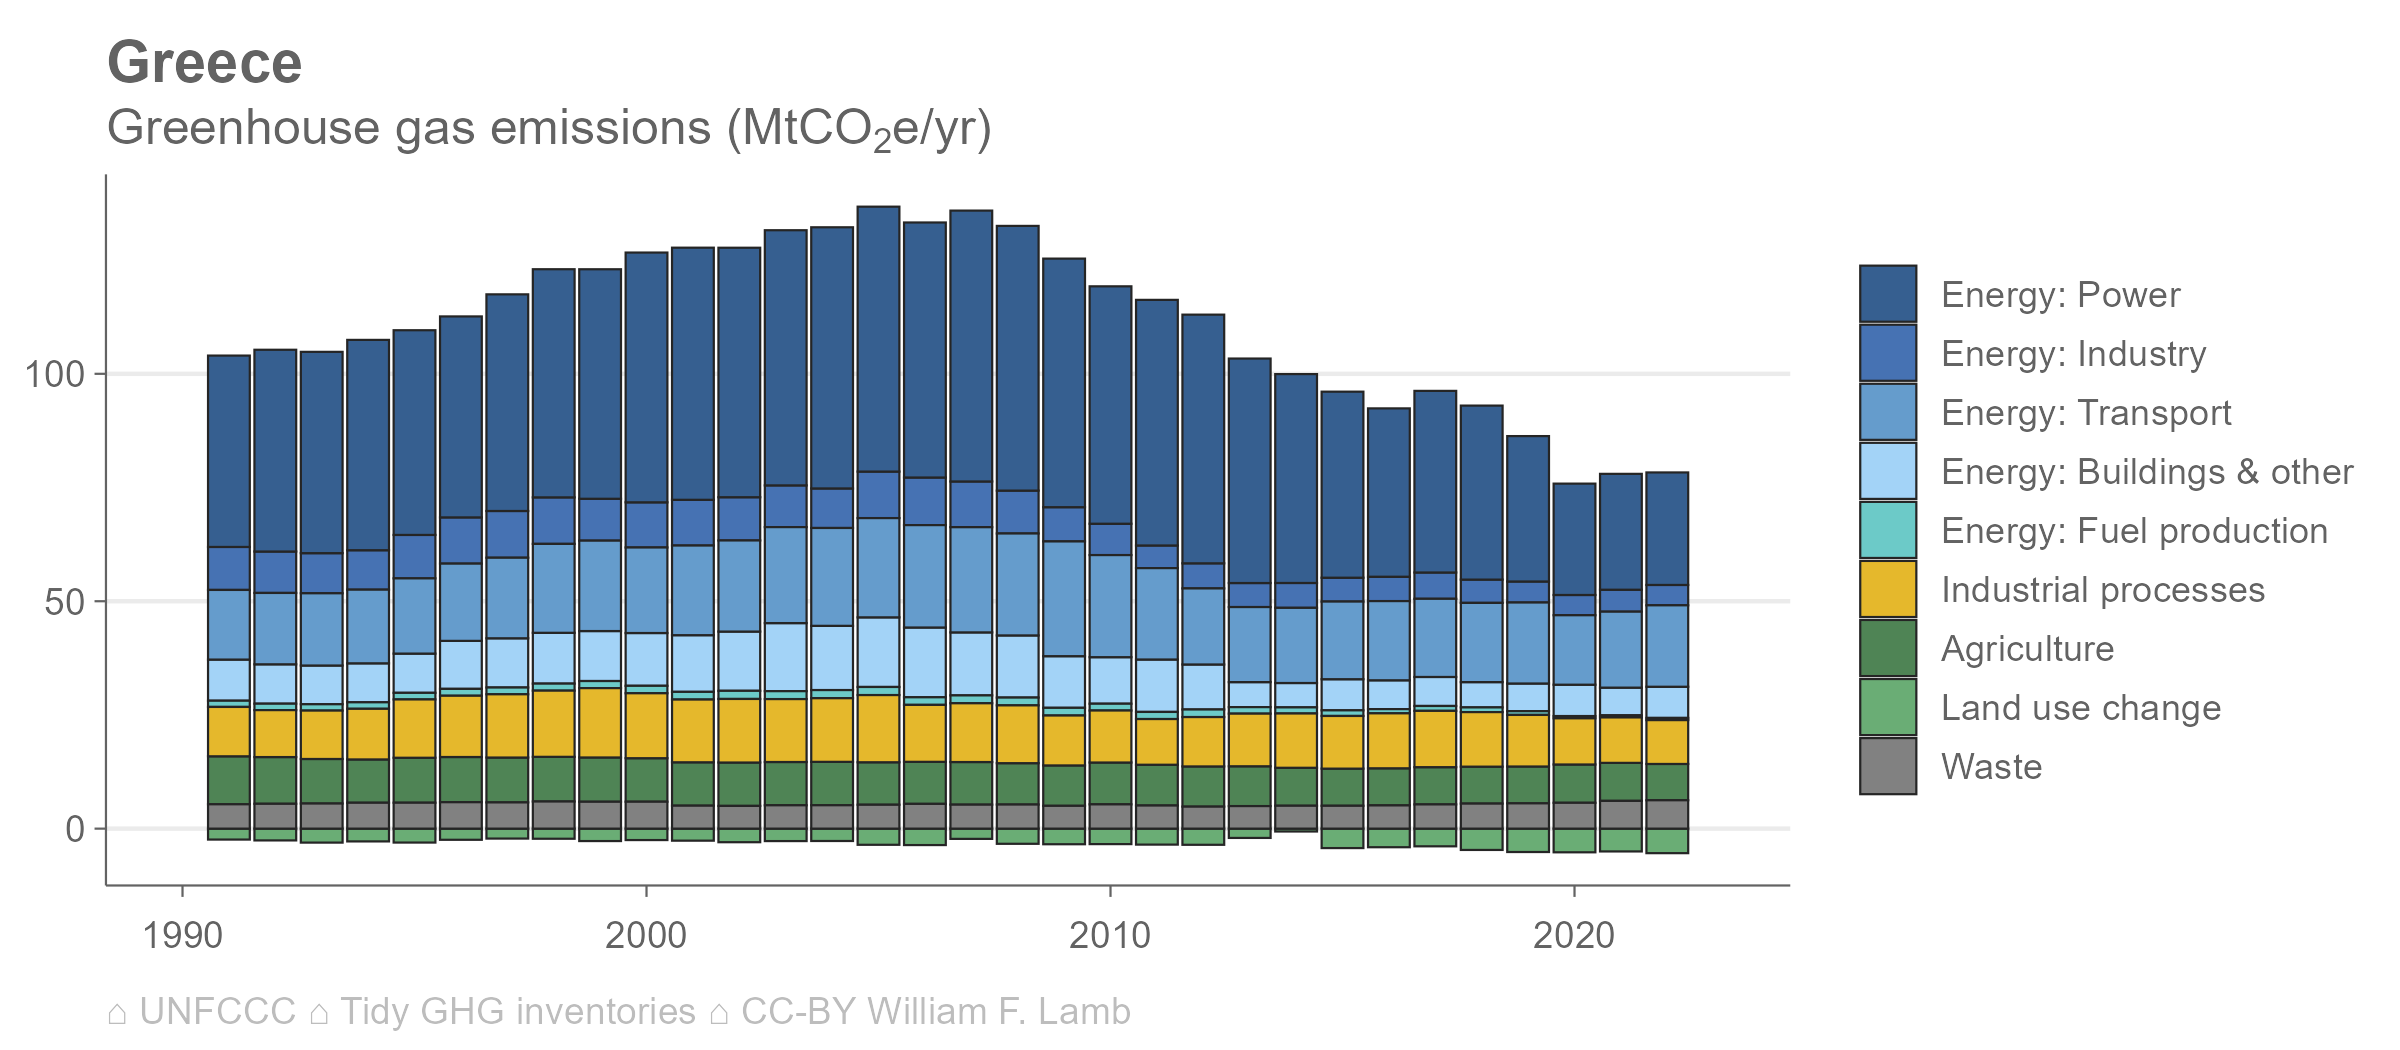 Greece
Greenhouse gas emissions (MtCO₂e/yr)
100
50
0
1990
2000
2010
2020
Energy: Power
Energy: Industry
Energy: Transport
Energy: Buildings & other
Energy: Fuel production
Industrial processes
Agriculture
Land use change
Waste
⌂ UNFCCC ⌂ Tidy GHG inventories ⌂ CC-BY William F. Lamb